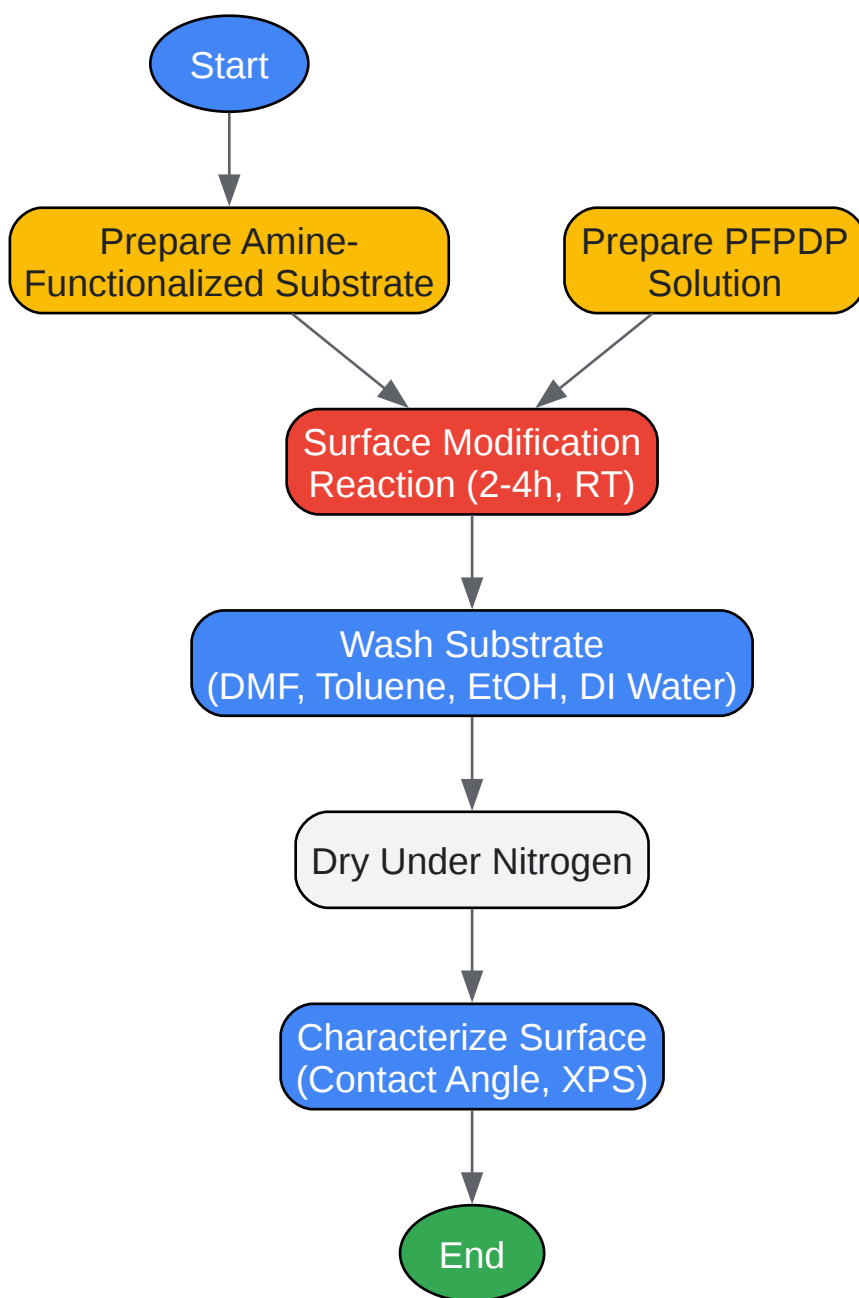 Start
Prepare Amine-
Functionalized Substrate
Prepare PFPDP
Solution
Surface Modification
Reaction (2-4h, RT)
Wash Substrate
(DMF, Toluene, EtOH, DI Water)
Dry Under Nitrogen
Characterize Surface
(Contact Angle, XPS)
End